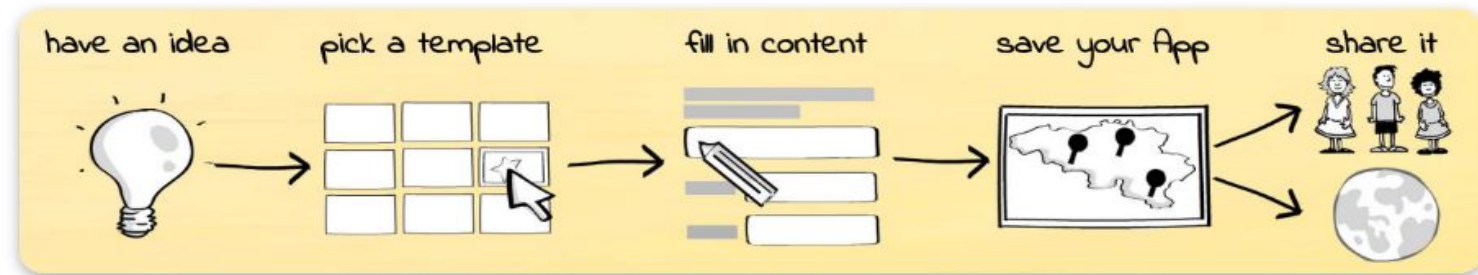 have an idea
pick a template
fill in content
save your App
share it